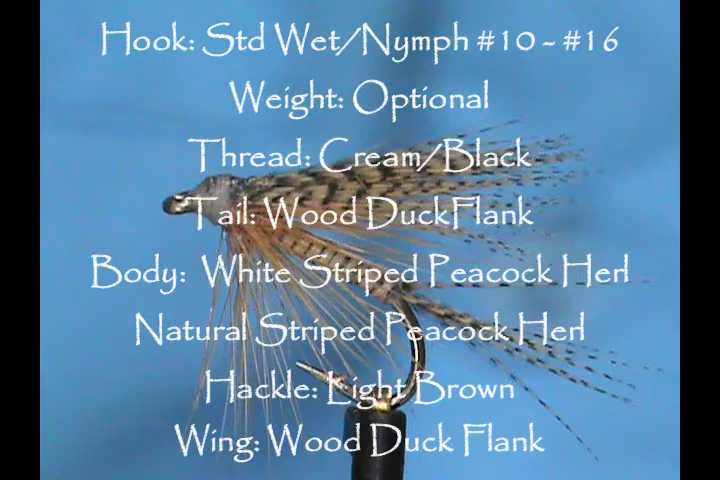 Hook: Std Wet/Nymph #10 - #16
Weight: Optional
Thread: Cream/Black
Tail: Wood DuckFlank
Body: White Striped Peacock Herl
Natural Striped Peacock Herl
Hackle: Light Brown
Wing: Wood Duck Flank